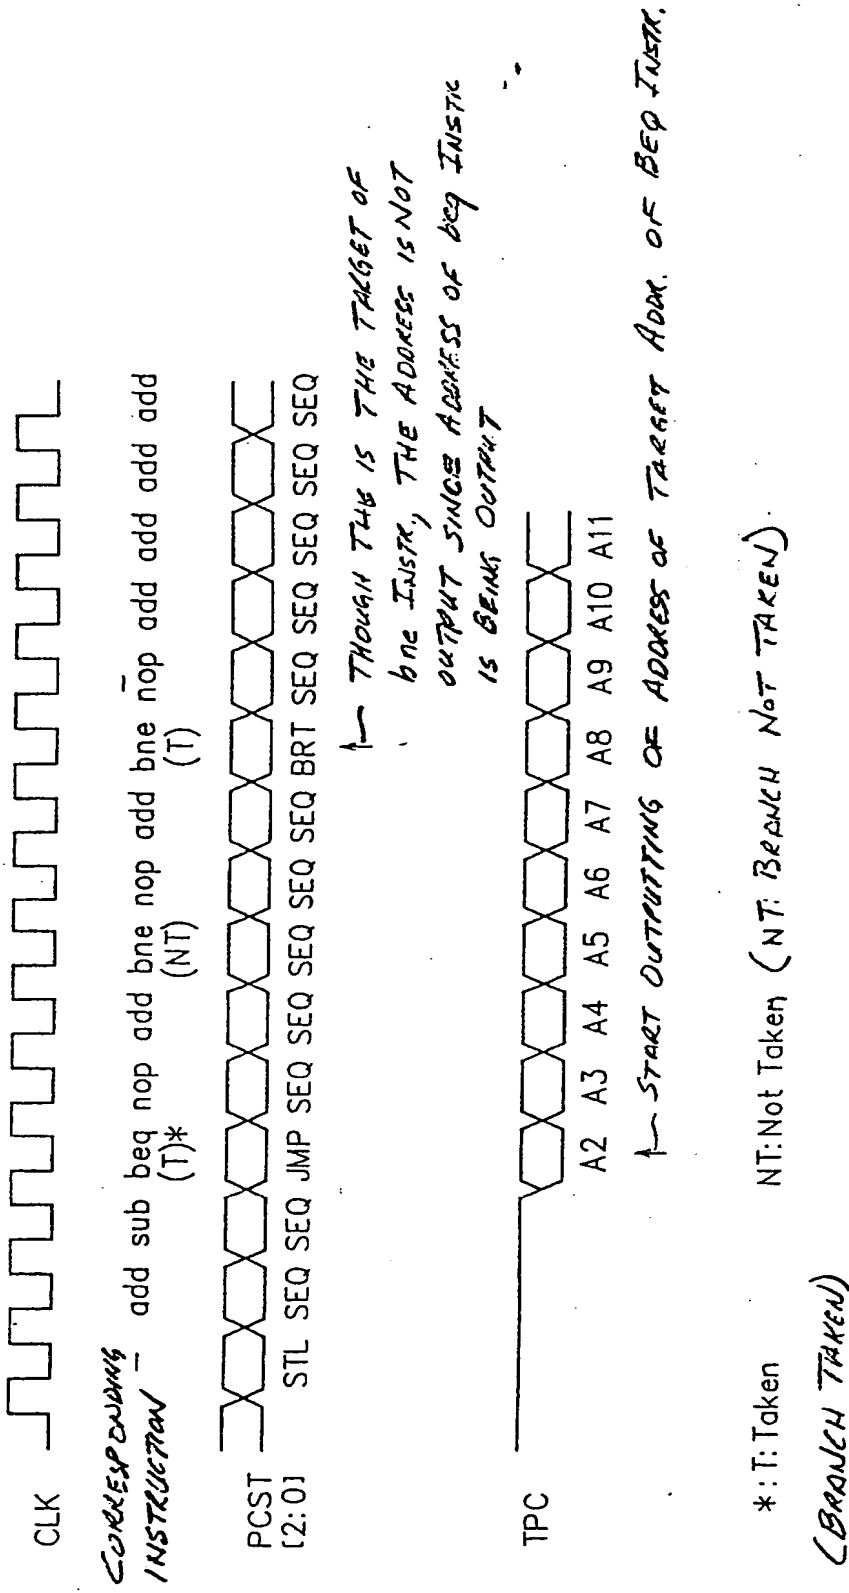 CLK
CORRESPONDING
INSTRUCTION — add sub beq nop add bne nop add bne nop add add add add
(T)* (NT) (T)
PCST
[2:0]
STL SEQ SEQ JMP SEQ SEQ SEQ SEQ SEQ BRT SEQ SEQ SEQ SEQ SEQ
THOUGH THIS IS THE TARGET OF
bne INSTR., THE ADDRESS IS NOT
OUTPUT SINCE ADDRESS OF beq INSTR
IS BEING OUTPUT
TPC
A2 A3 A4 A5 A6 A7 A8 A9 A10 A11
START OUTPUTTING OF ADDRESS OF TARGET ADDR. OF BEQ INSTR.
*:T:Taken NT:Not Taken (NT: BRANCH NOT TAKEN)
(BRANCH TAKEN)